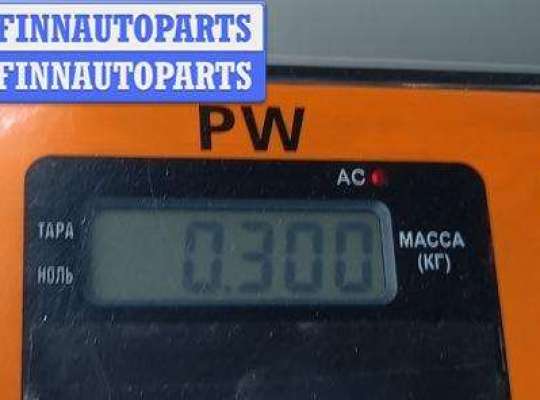 FINNAUTOPARTS
FINNAUTOPARTS
PW
AC
ТАРА
0.300
МАССА
НОЛЬ
(КГ)